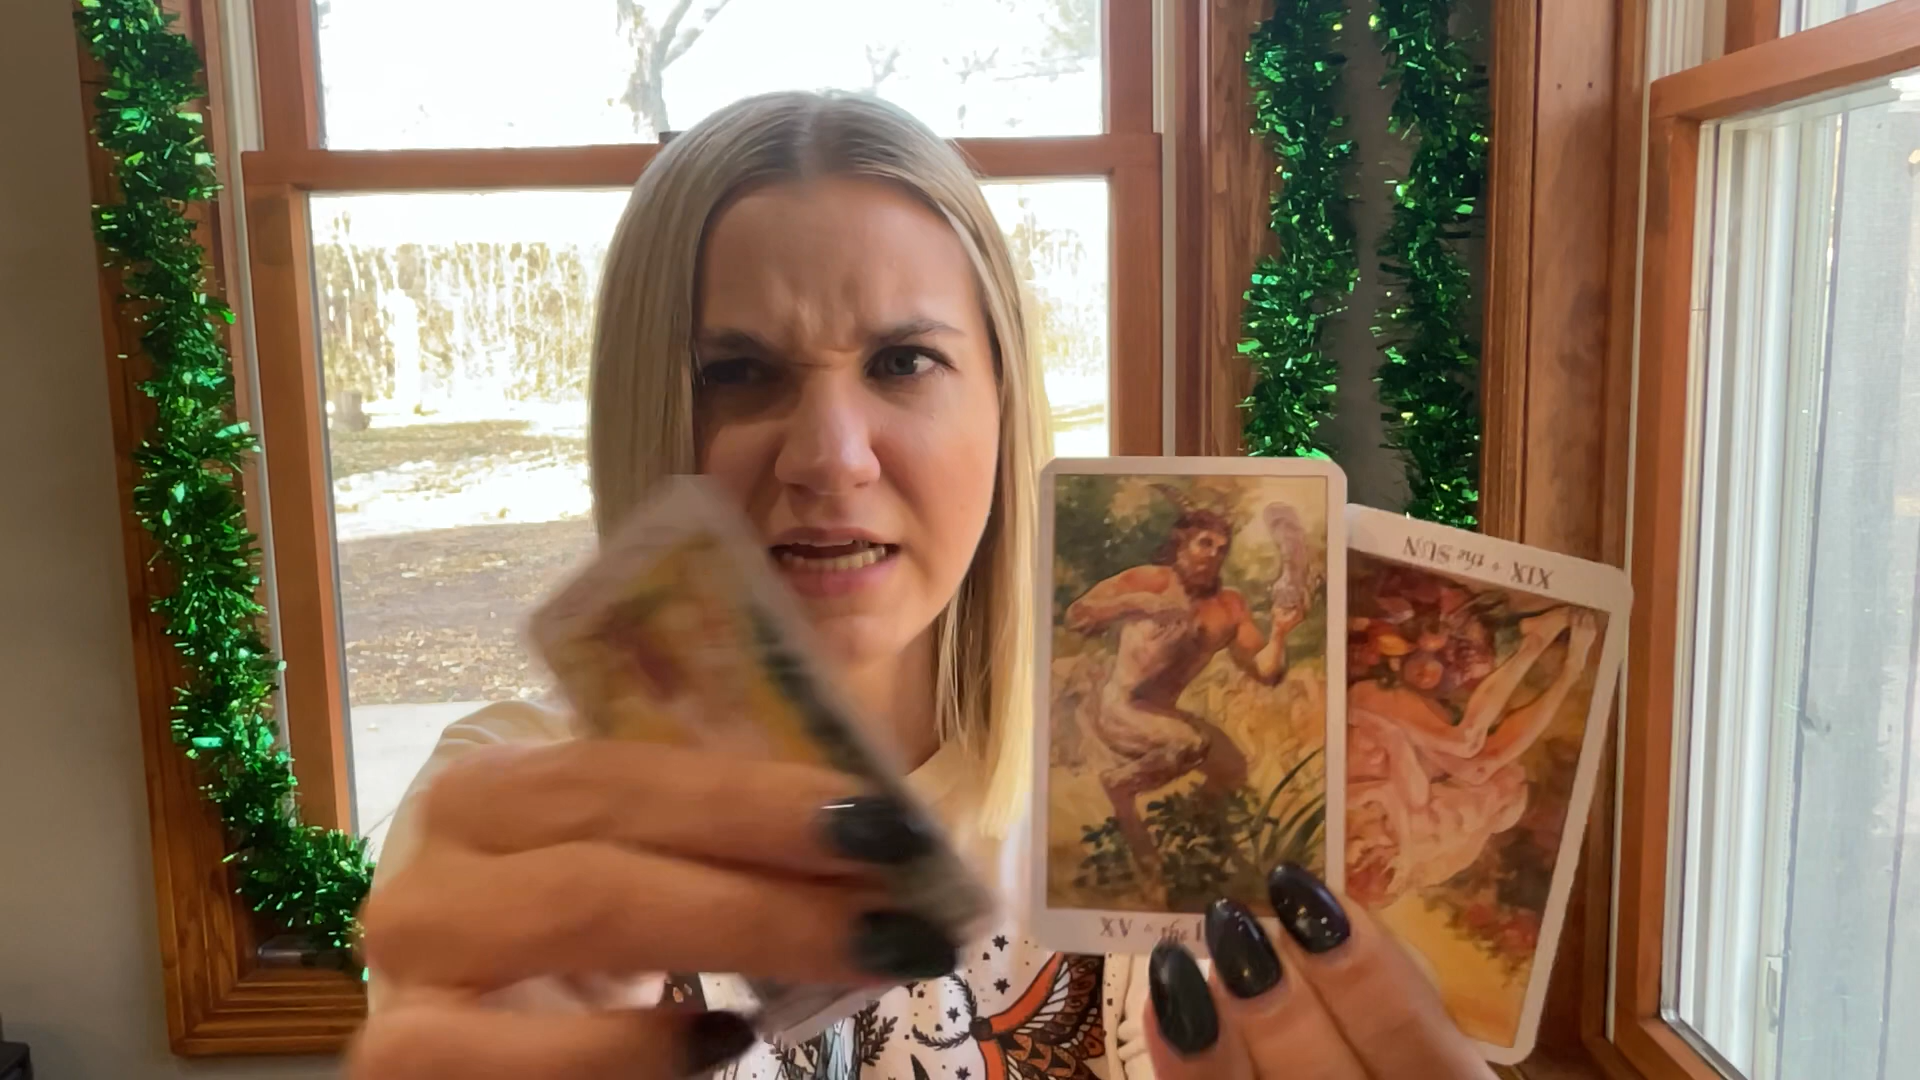 XV • the
XIX • the SUN